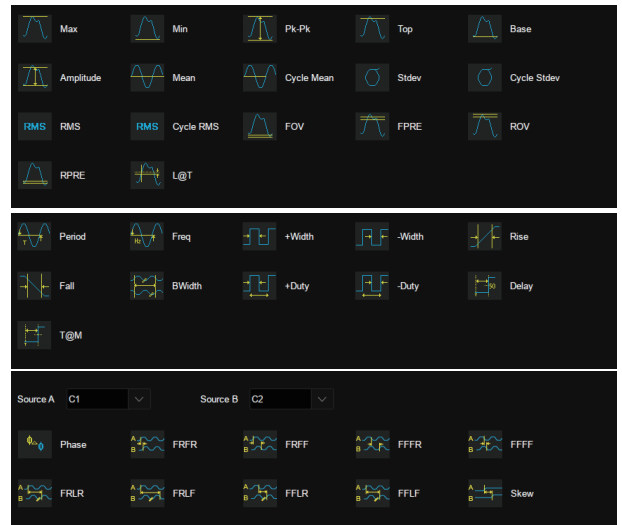 Max Min Pk-Pk Top Base
Amplitude Mean Cycle Mean Stdev Cycle Stdev
RMS RMS RMS Cycle RMS FOV FPRE ROV
RPRE L@T
T Period Hz Freq +Width -Width Rise
Fall BWidth +Duty -Duty 50 Delay
T@M
Source A C1 Source B C2
Φ Φ Phase A B FRFR A B FRFF A B FFFR A B FFFF
A B FRLR A B FRLF A B FFLR A B FFLF A B Skew